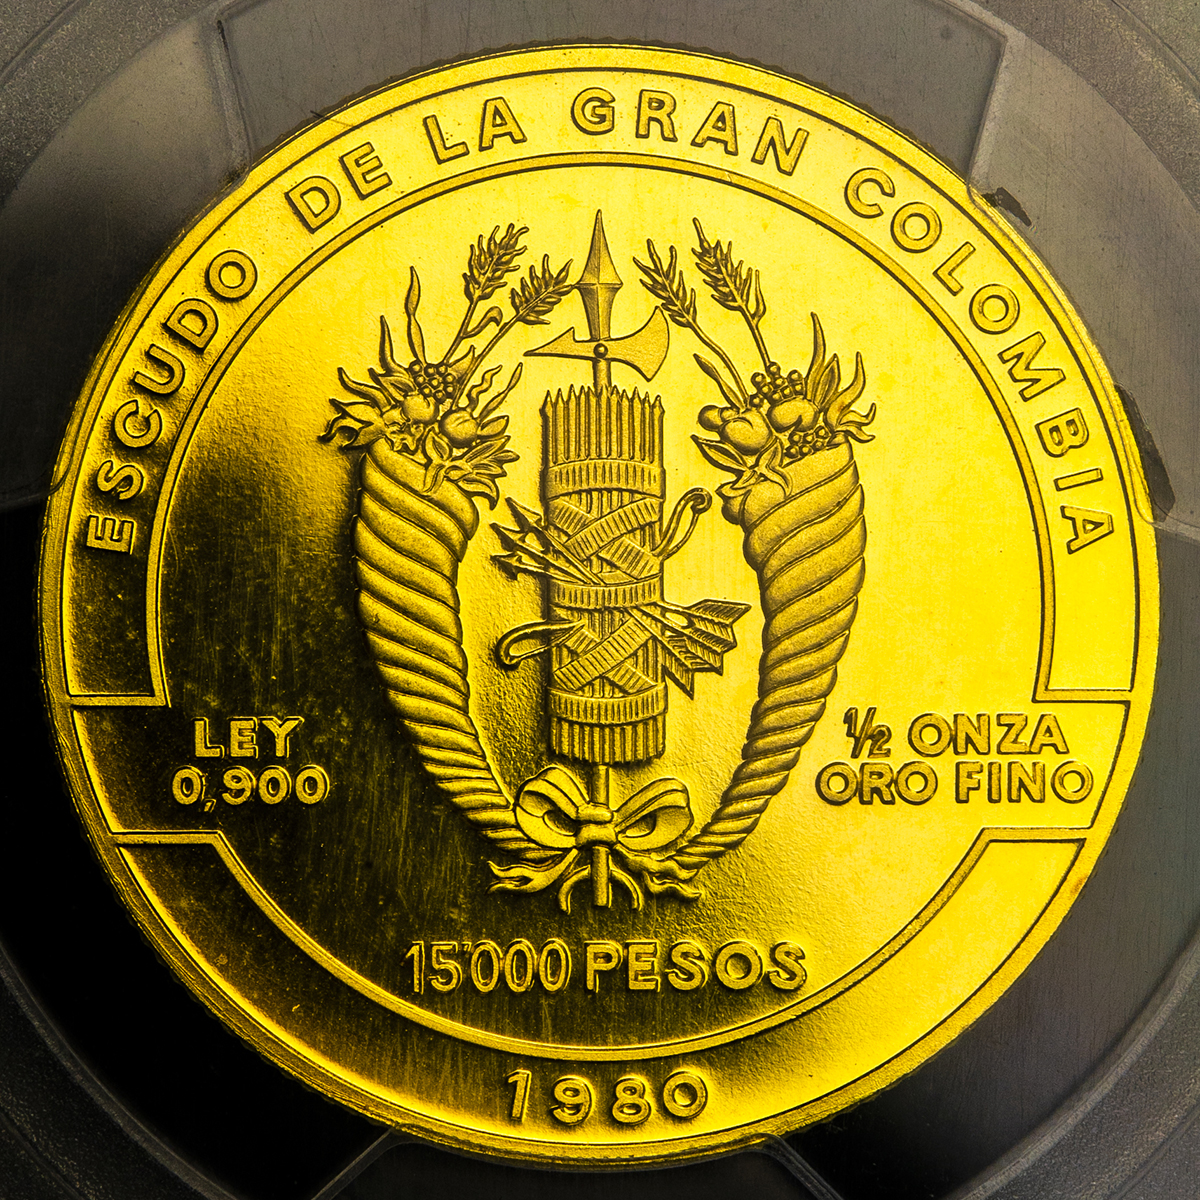 ESCUDO DE LA GRAN COLOMBIA
LEY
0,900
½ ONZA
ORO FINO
15'000 PESOS
1980